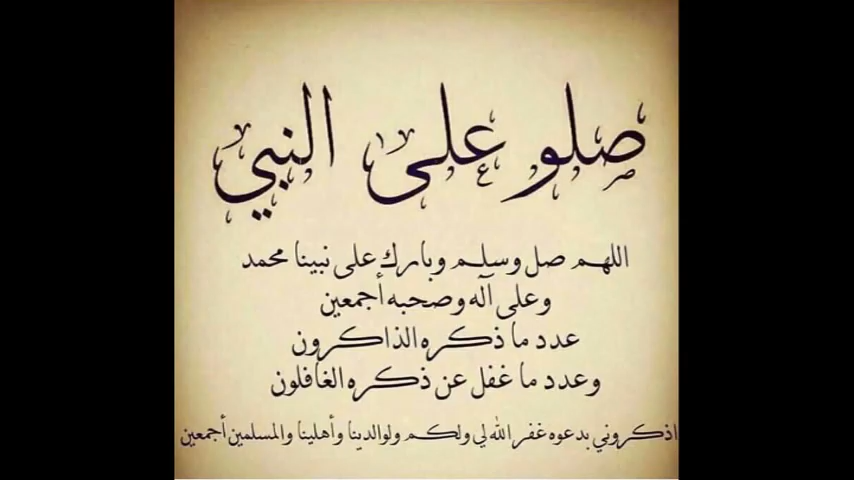 صلو على النبي
اللهم صل وسلم وبارك على نبينا محمد
وعلى آله وصحبه أجمعين
عدد ما ذكره الذاكرون
وعدد ما غفل عن ذكره الغافلون
اذكروني بدعوه غفر الله لي ولكم ولوالدينا وأهلينا والمسلمين أجمعين